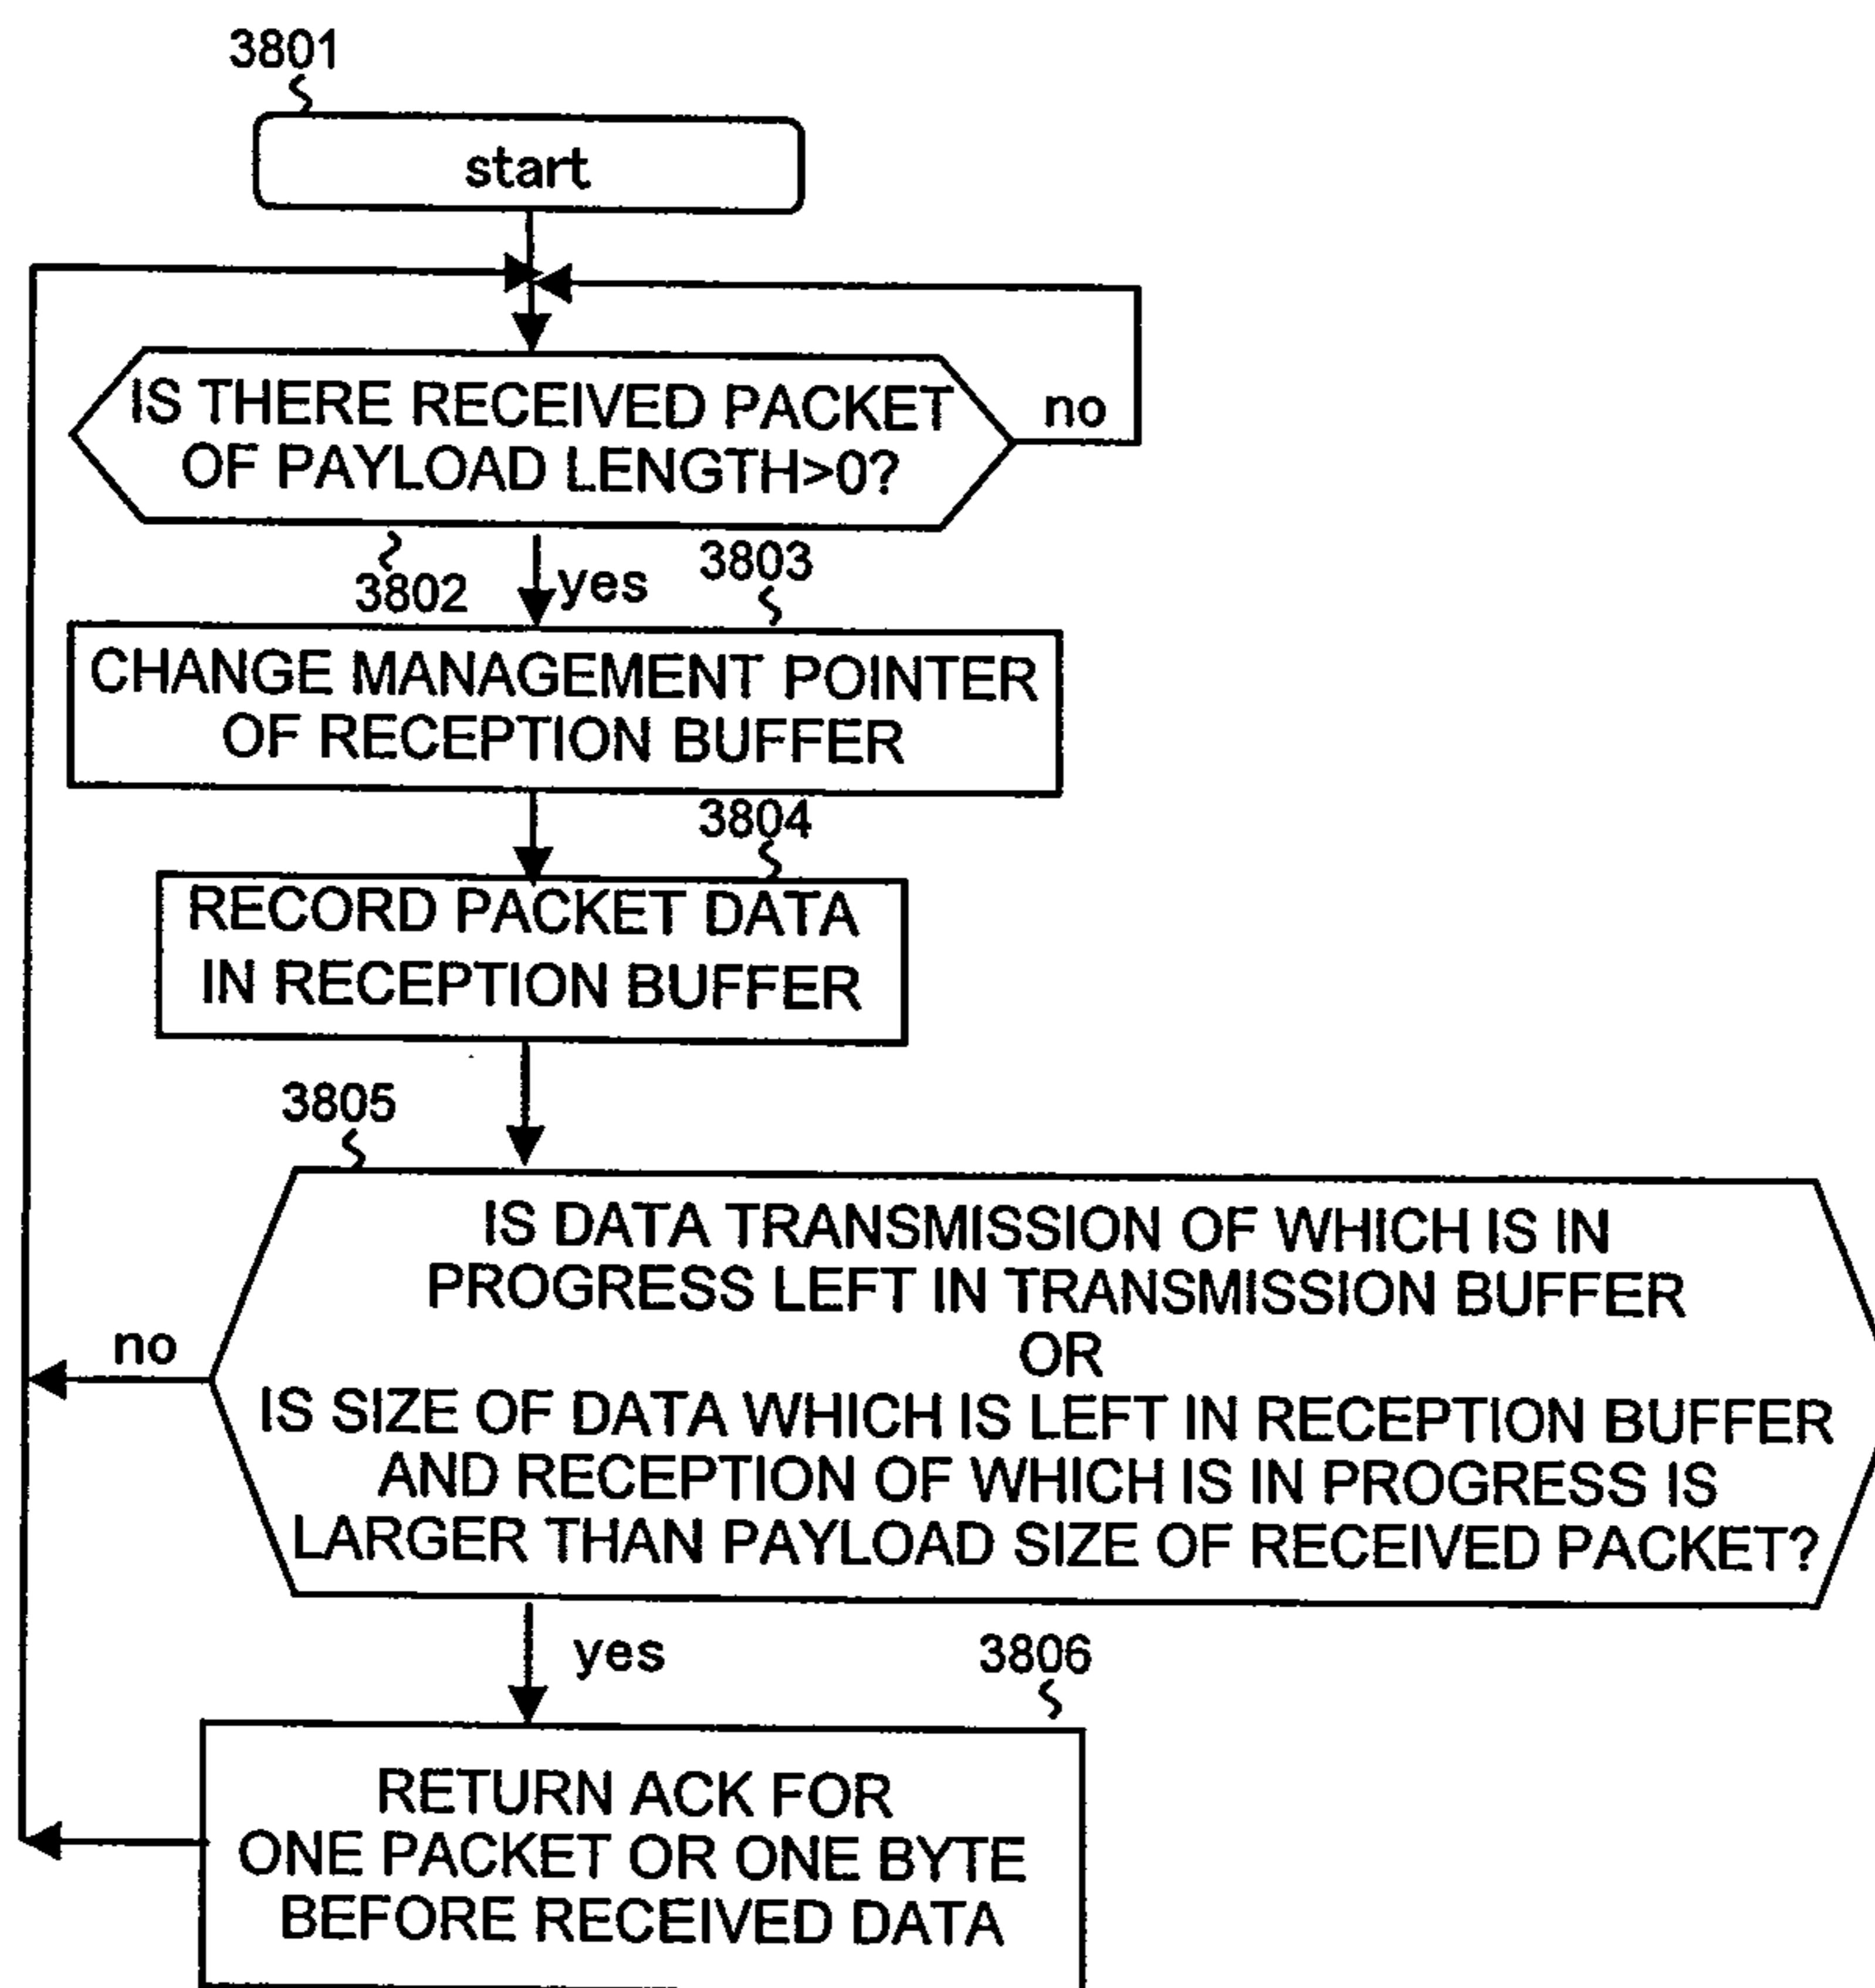 3801
start
IS THERE RECEIVED PACKET
OF PAYLOAD LENGTH>0?
no
3802
yes
3803
CHANGE MANAGEMENT POINTER
OF RECEPTION BUFFER
3804
RECORD PACKET DATA
IN RECEPTION BUFFER
3805
IS DATA TRANSMISSION OF WHICH IS IN
PROGRESS LEFT IN TRANSMISSION BUFFER
OR
IS SIZE OF DATA WHICH IS LEFT IN RECEPTION BUFFER
AND RECEPTION OF WHICH IS IN PROGRESS IS
LARGER THAN PAYLOAD SIZE OF RECEIVED PACKET?
no
yes
3806
RETURN ACK FOR
ONE PACKET OR ONE BYTE
BEFORE RECEIVED DATA